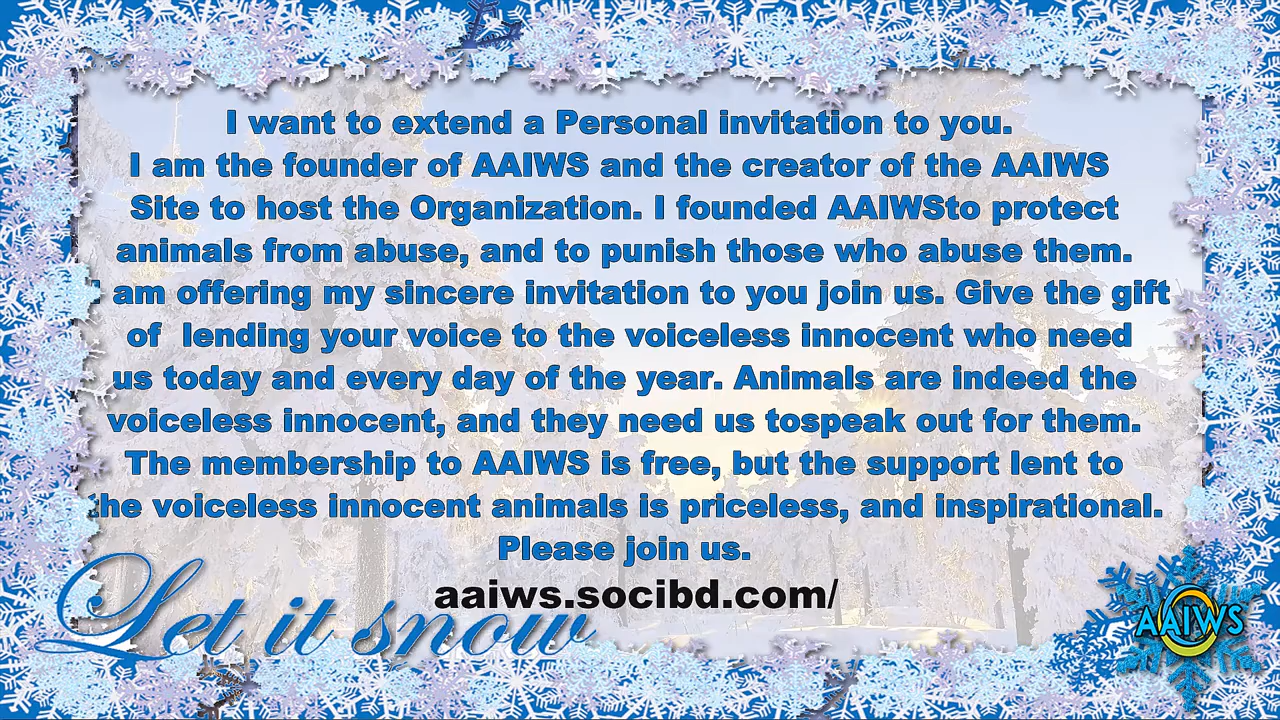 I want to extend a Personal invitation to you.
I am the founder of AAIWS and the creator of the AAIWS
Site to host the Organization. I founded AAIWSto protect
animals from abuse, and to punish those who abuse them.
I am offering my sincere invitation to you join us. Give the gift
of lending your voice to the voiceless innocent who need
us today and every day of the year. Animals are indeed the
voiceless innocent, and they need us tospeak out for them.
The membership to AAIWS is free, but the support lent to
the voiceless innocent animals is priceless, and inspirational.
Please join us.
aaiws.socibd.com/
Let it snow
AAIWS